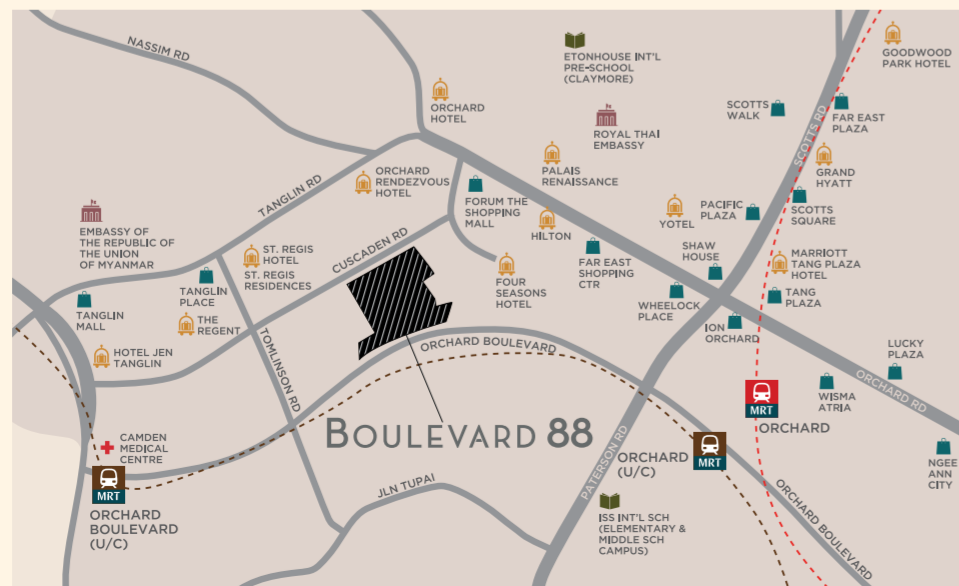 NASSIM RD
ETONHOUSE INT'L
PRE-SCHOOL
(CLAYMORE)
GOODWOOD
PARK HOTEL
ORCHARD
HOTEL
ROYAL THAI
EMBASSY
SCOTTS
WALK
SCOTTS RD
FAR EAST
PLAZA
TANGLIN RD
ORCHARD
RENDEZVOUS
HOTEL
PALAIS
RENAISSANCE
GRAND
HYATT
FORUM THE
SHOPPING
MALL
HILTON
YOTEL
PACIFIC
PLAZA
SCOTTS
SQUARE
EMBASSY OF
THE REPUBLIC OF
THE UNION
OF MYANMAR
ST. REGIS
HOTEL
ST. REGIS
RESIDENCES
CUSCADEN RD
FAR EAST
SHOPPING
CTR
SHAW
HOUSE
MARRIOTT
TANG PLAZA
HOTEL
TANGLIN
PLACE
FOUR
SEASONS
HOTEL
WHEELOCK
PLACE
TANG
PLAZA
TANGLIN
MALL
THE
REGENT
TOMLINSON RD
ORCHARD BOULEVARD
ION
ORCHARD
HOTEL JEN
TANGLIN
LUCKY
PLAZA
ORCHARD RD
WISMA
ATRIA
MRT
ORCHARD
BOULEVARD 88
CAMDEN
MEDICAL
CENTRE
PATERSON RD
ORCHARD
(U/C)
MRT
NGEE
ANN
CITY
MRT
ORCHARD
BOULEVARD
(U/C)
JLN TUPAI
ISS INT'L SCH
(ELEMENTARY &
MIDDLE SCH
CAMPUS)
ORCHARD BOULEVARD